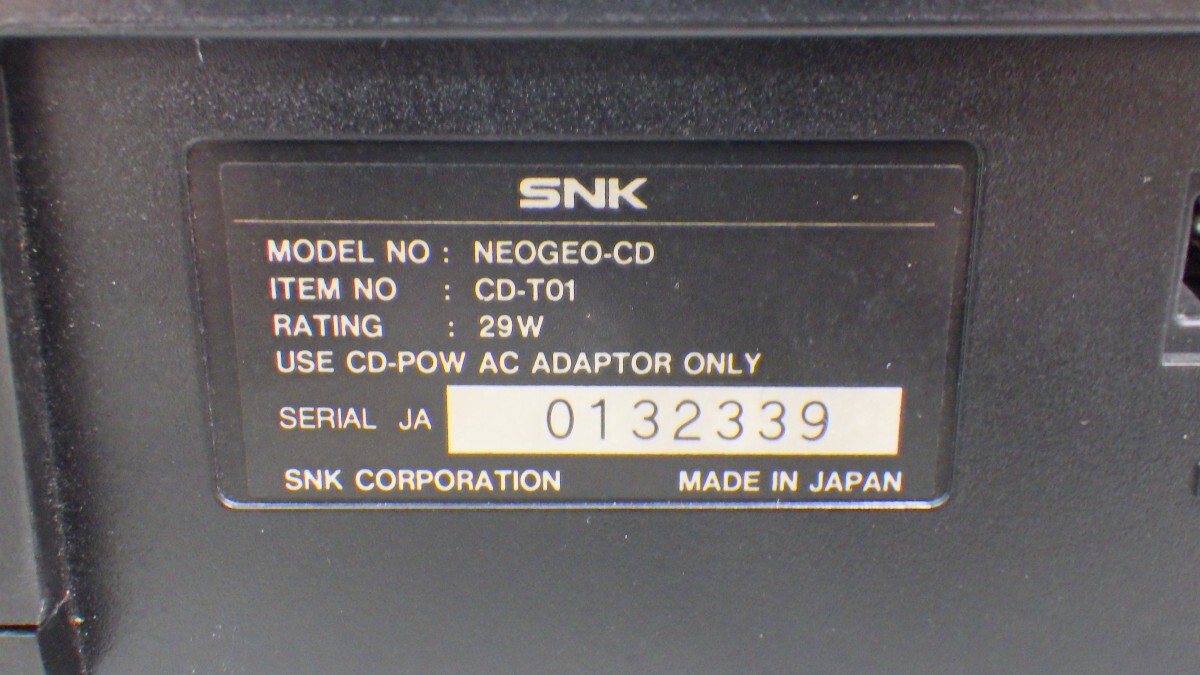 SNK
MODEL NO : NEOGEO-CD
ITEM NO : CD-T01
RATING : 29W
USE CD-POW AC ADAPTOR ONLY
SERIAL JA 0132339
SNK CORPORATION MADE IN JAPAN